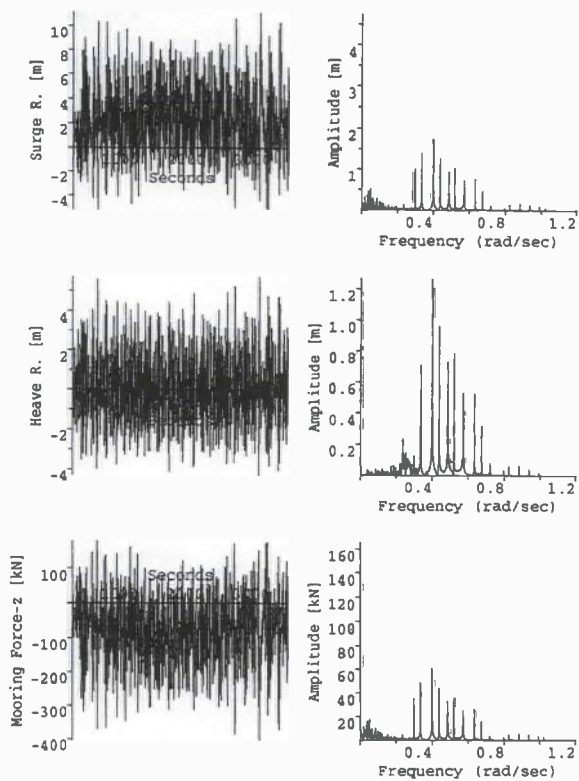 Surge R. [m]
10
8
6
4
2
-2
-4
2000
Seconds
Amplitude [m]
4
3
2
1
0.4 0.8 1.2
Frequency (rad/sec)
Heave R. [m]
4
2
-2
-4
Amplitude [m]
1.2
1.0
0.8
0.6
0.4
0.2
0.4 0.8 1.2
Frequency (rad/sec)
Mooring Force-z [kN]
100
-100
-200
-300
-400
Seconds
2000
Amplitude [kN]
160
140
120
100
80
60
40
20
0.4 0.8 1.2
Frequency (rad/sec)